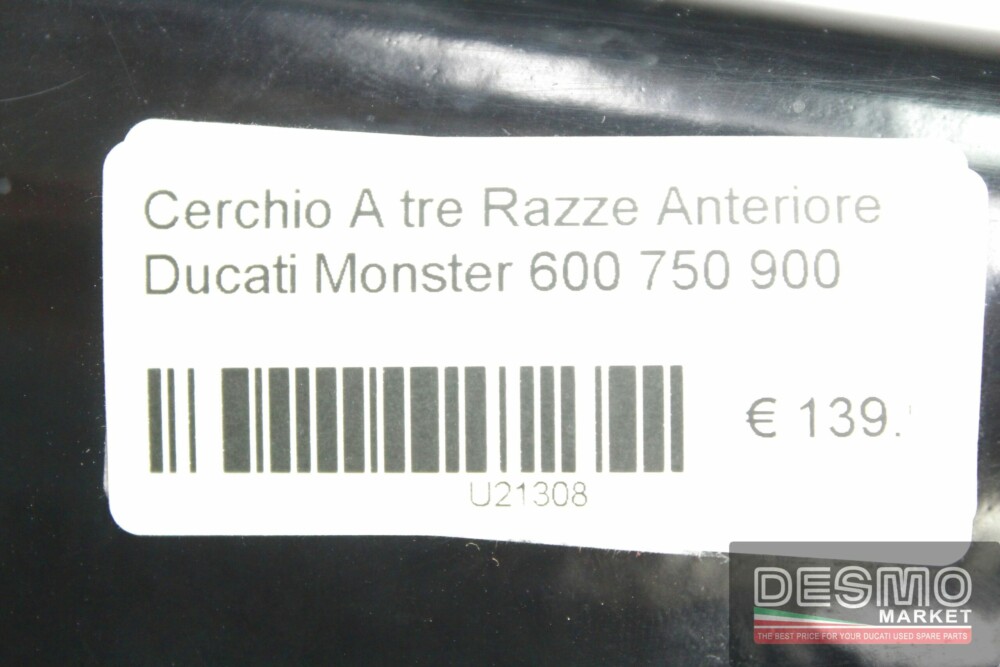 Cerchio A tre Razze Anteriore
Ducati Monster 600 750 900
€ 139.
U21308
DESMO
MARKET
THE BEST PRICE FOR YOUR DUCATI USED SPARE PARTS